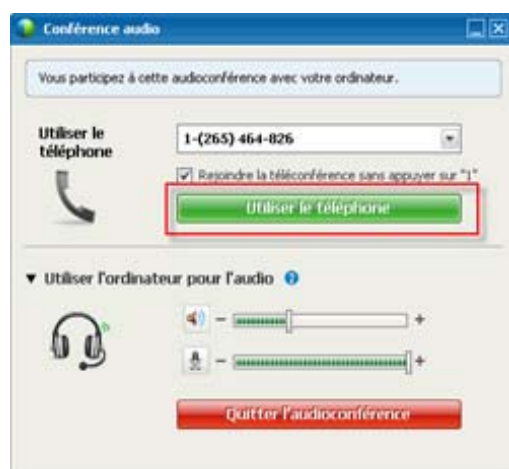 Conférence audio
Vous participez à cette audioconférence avec votre ordinateur.
Utiliser le
téléphone
1-(265) 464-826
Rejoindre la téléconférence sans appuyer sur "1"
Utiliser le téléphone
Utiliser l'ordinateur pour l'audio ?
- +
- +
Quitter l'audioconférence